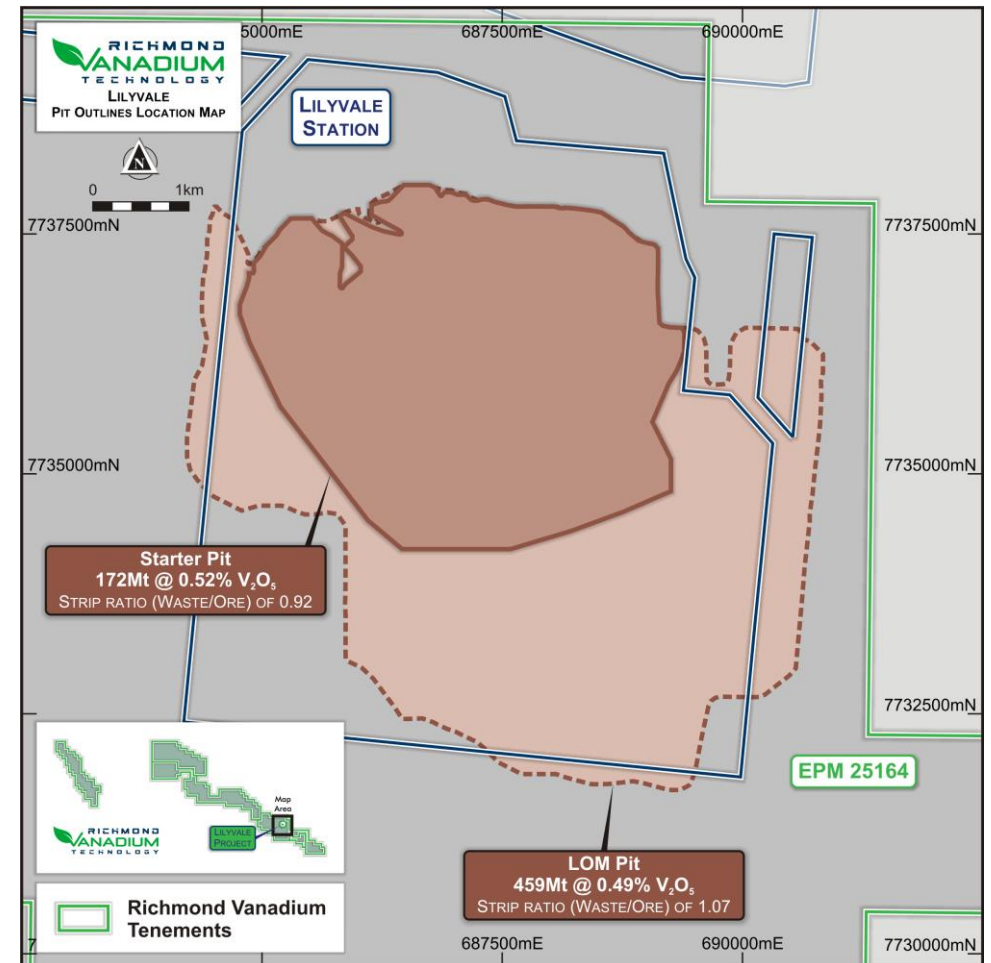 RICHMOND
VANADIUM
TECHNOLOGY
LILYVALE
PIT OUTLINES LOCATION MAP
5000mE
687500mE
690000mE
LILYVALE
STATION
N
0 1km
7737500mN
7737500mN
7735000mN
7735000mN
Starter Pit
172Mt @ 0.52% V₂O₅
STRIP RATIO (WASTE/ORE) OF 0.92
7732500mN
EPM 25164
Map
Area
LILYVALE
PROJECT
RICHMOND
VANADIUM
TECHNOLOGY
LOM Pit
459Mt @ 0.49% V₂O₅
STRIP RATIO (WASTE/ORE) OF 1.07
Richmond Vanadium
Tenements
7
687500mE
690000mE
7730000mN